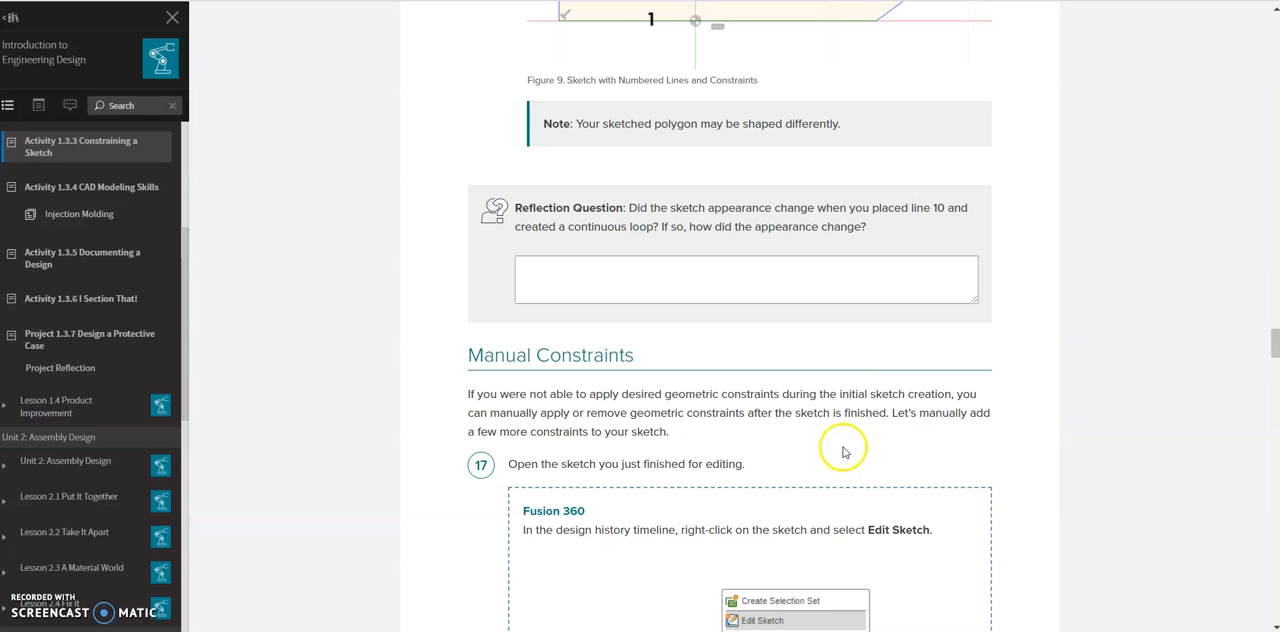 Introduction to
Engineering Design
Search
Activity 1.3.3 Constraining a
Sketch
Activity 1.3.4 CAD Modeling Skills
Injection Molding
Activity 1.3.5 Documenting a
Design
Activity 1.3.6 I Section That!
Project 1.3.7 Design a Protective
Case
Project Reflection
Lesson 1.4 Product
Improvement
Unit 2: Assembly Design
Unit 2: Assembly Design
Lesson 2.1 Put It Together
Lesson 2.2 Take It Apart
Lesson 2.3 A Material World
Lesson 2.4 Fix It
RECORDED WITH
SCREENCAST MATIC
1
Figure 9. Sketch with Numbered Lines and Constraints
Note: Your sketched polygon may be shaped differently.
Reflection Question: Did the sketch appearance change when you placed line 10 and
created a continuous loop? If so, how did the appearance change?
Manual Constraints
If you were not able to apply desired geometric constraints during the initial sketch creation, you
can manually apply or remove geometric constraints after the sketch is finished. Let's manually add
a few more constraints to your sketch.
17 Open the sketch you just finished for editing.
Fusion 360
In the design history timeline, right-click on the sketch and select Edit Sketch.
Create Selection Set
Edit Sketch